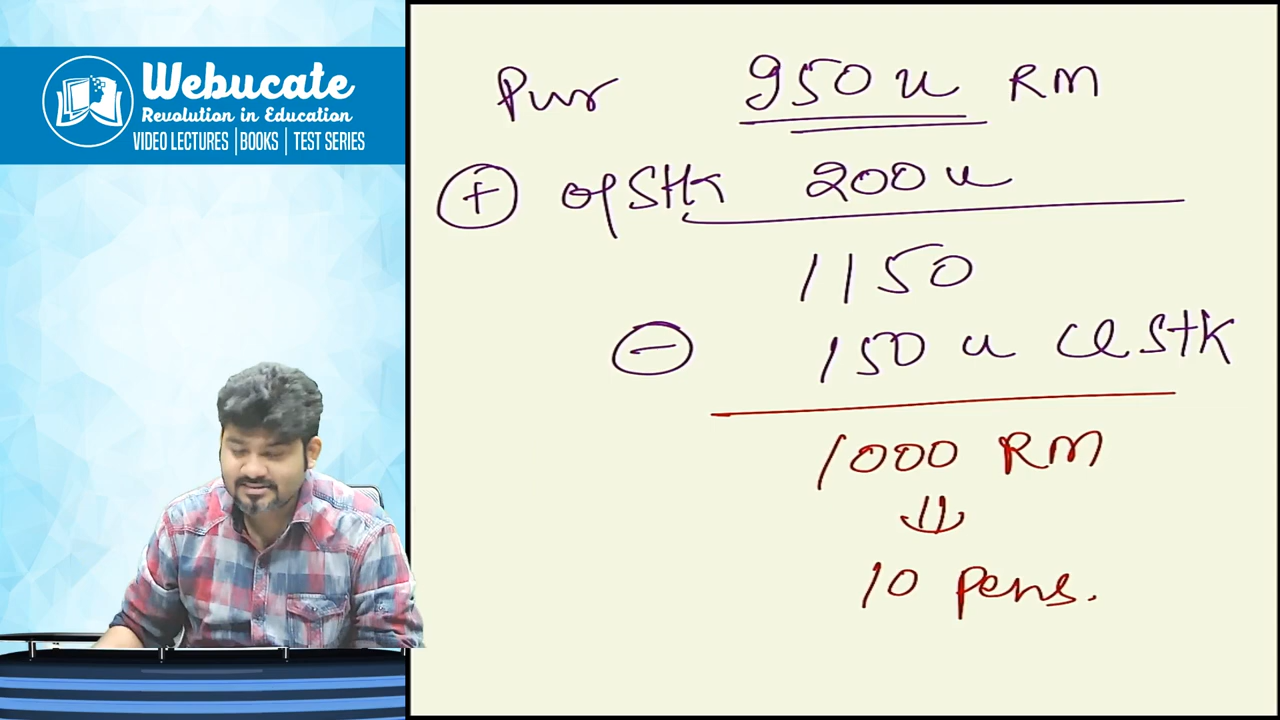 Webucate
Revolution in Education
VIDEO LECTURES | BOOKS | TEST SERIES
Pur 950 u RM
+ op Stk 200 u
1150
- 150 u Cl Stk
1000 RM
⇓
10 Pens.